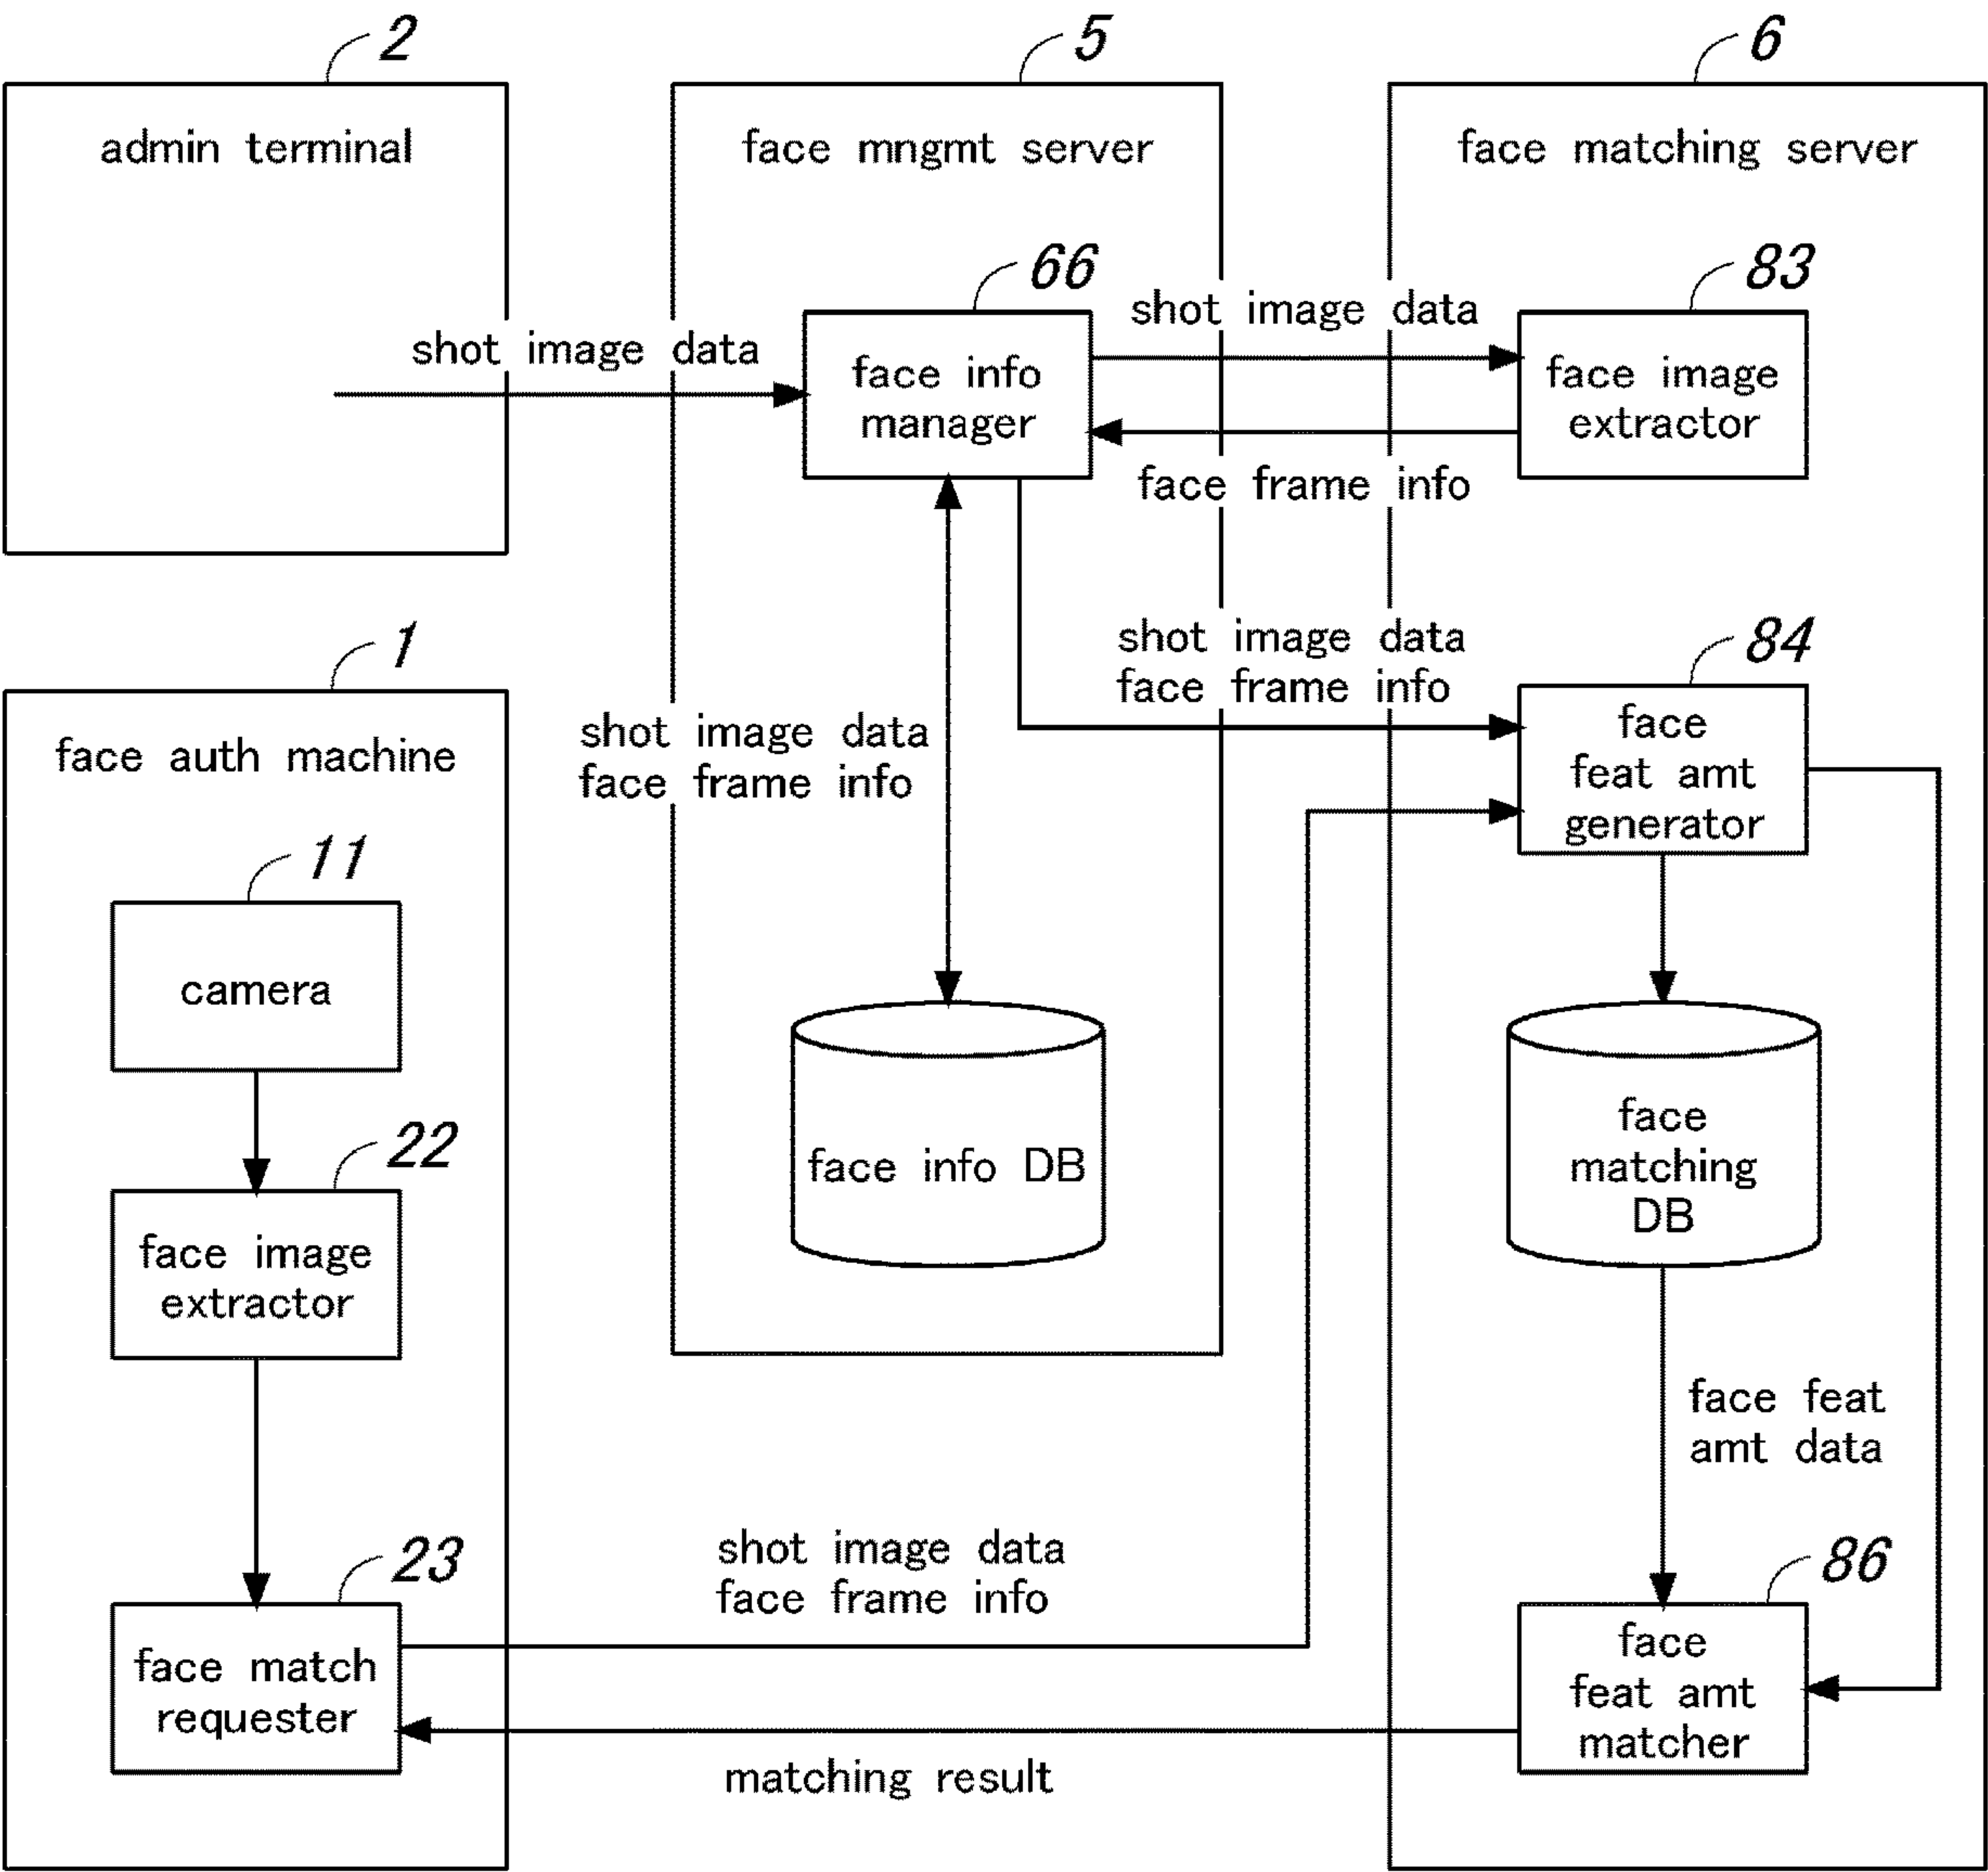 2
5
6
admin terminal
face mngmt server
face matching server
66
83
shot image data
shot image data
face info
manager
face image
extractor
face frame info
1
shot image data
face frame info
84
face auth machine
shot image data
face frame info
face
feat amt
generator
11
camera
22
face image
extractor
face info DB
face
matching
DB
face feat
amt data
23
shot image data
face frame info
86
face match
requester
face
feat amt
matcher
matching result